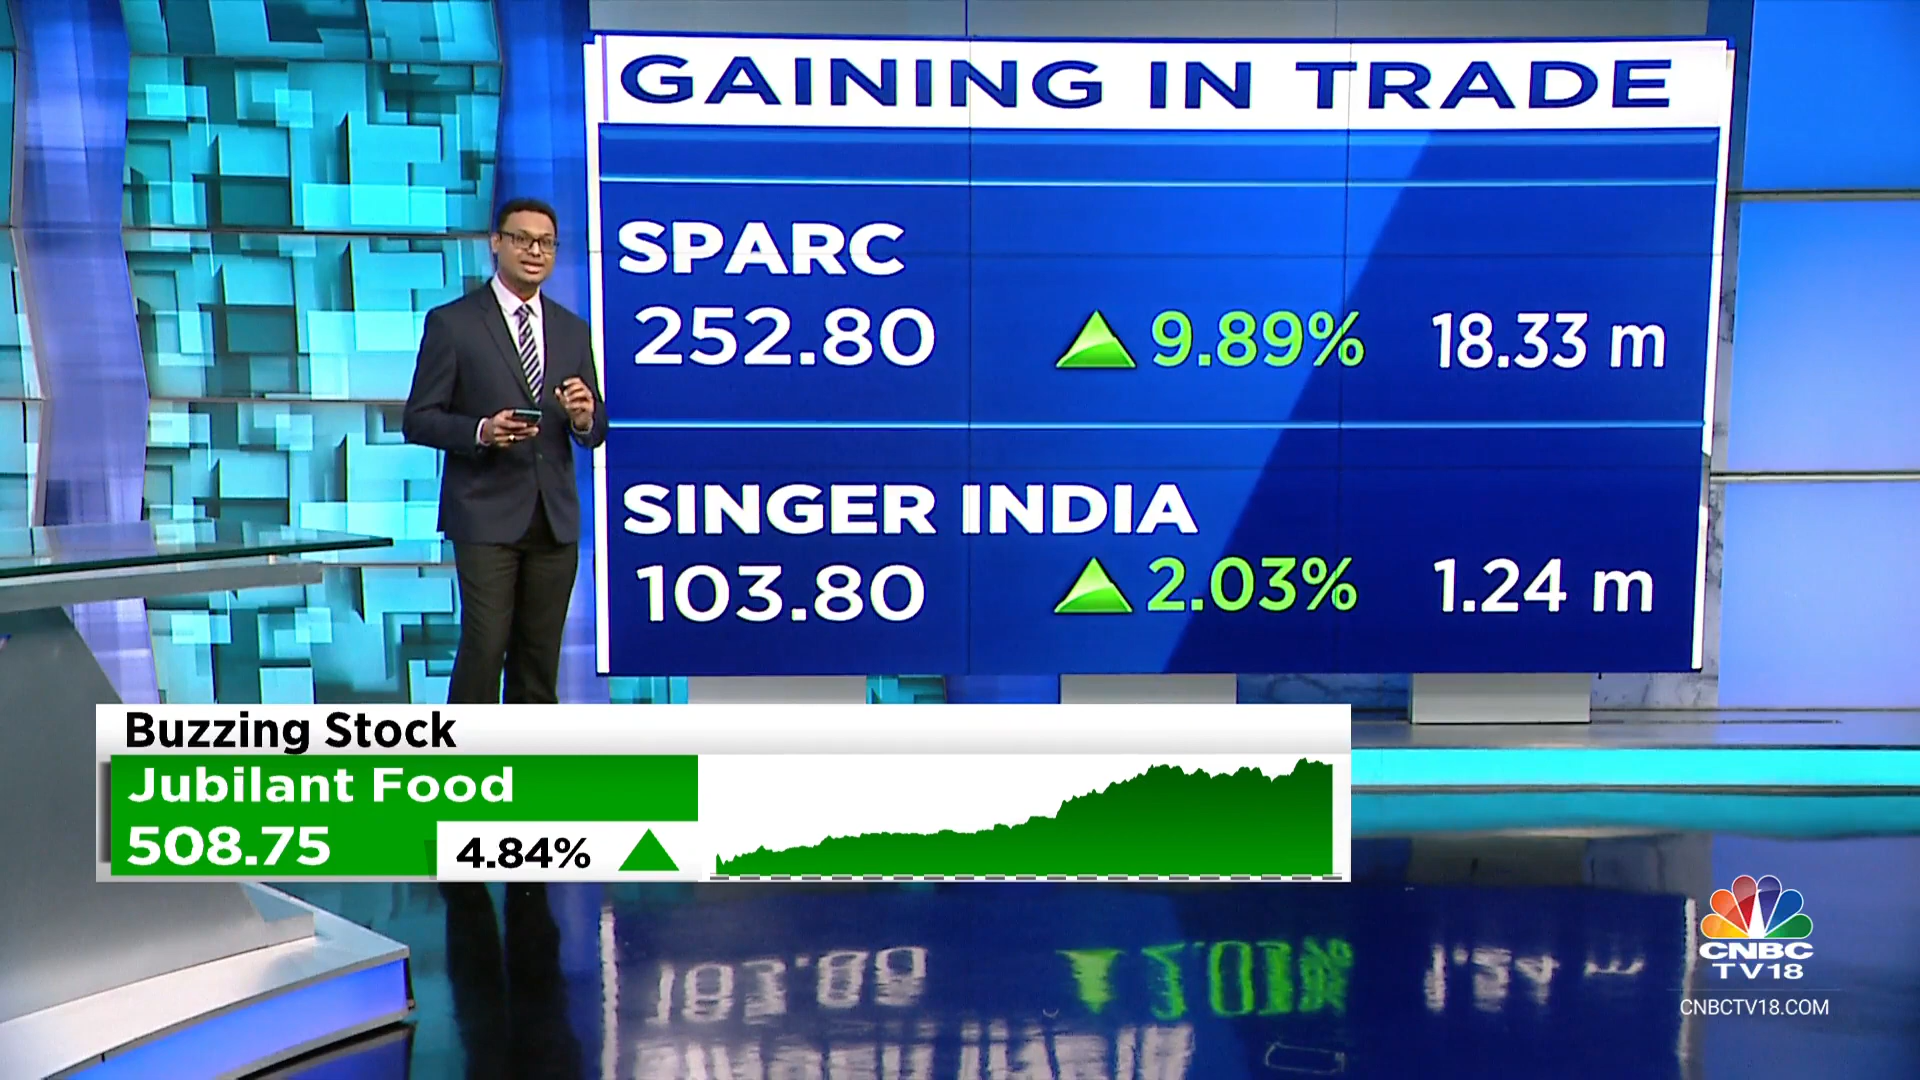 GAINING IN TRADE
SPARC
252.80 ▲ 9.89% 18.33 m
SINGER INDIA
103.80 ▲ 2.03% 1.24 m
Buzzing Stock
Jubilant Food
508.75 4.84% ▲
CNBC
TV18
CNBCTV18.COM